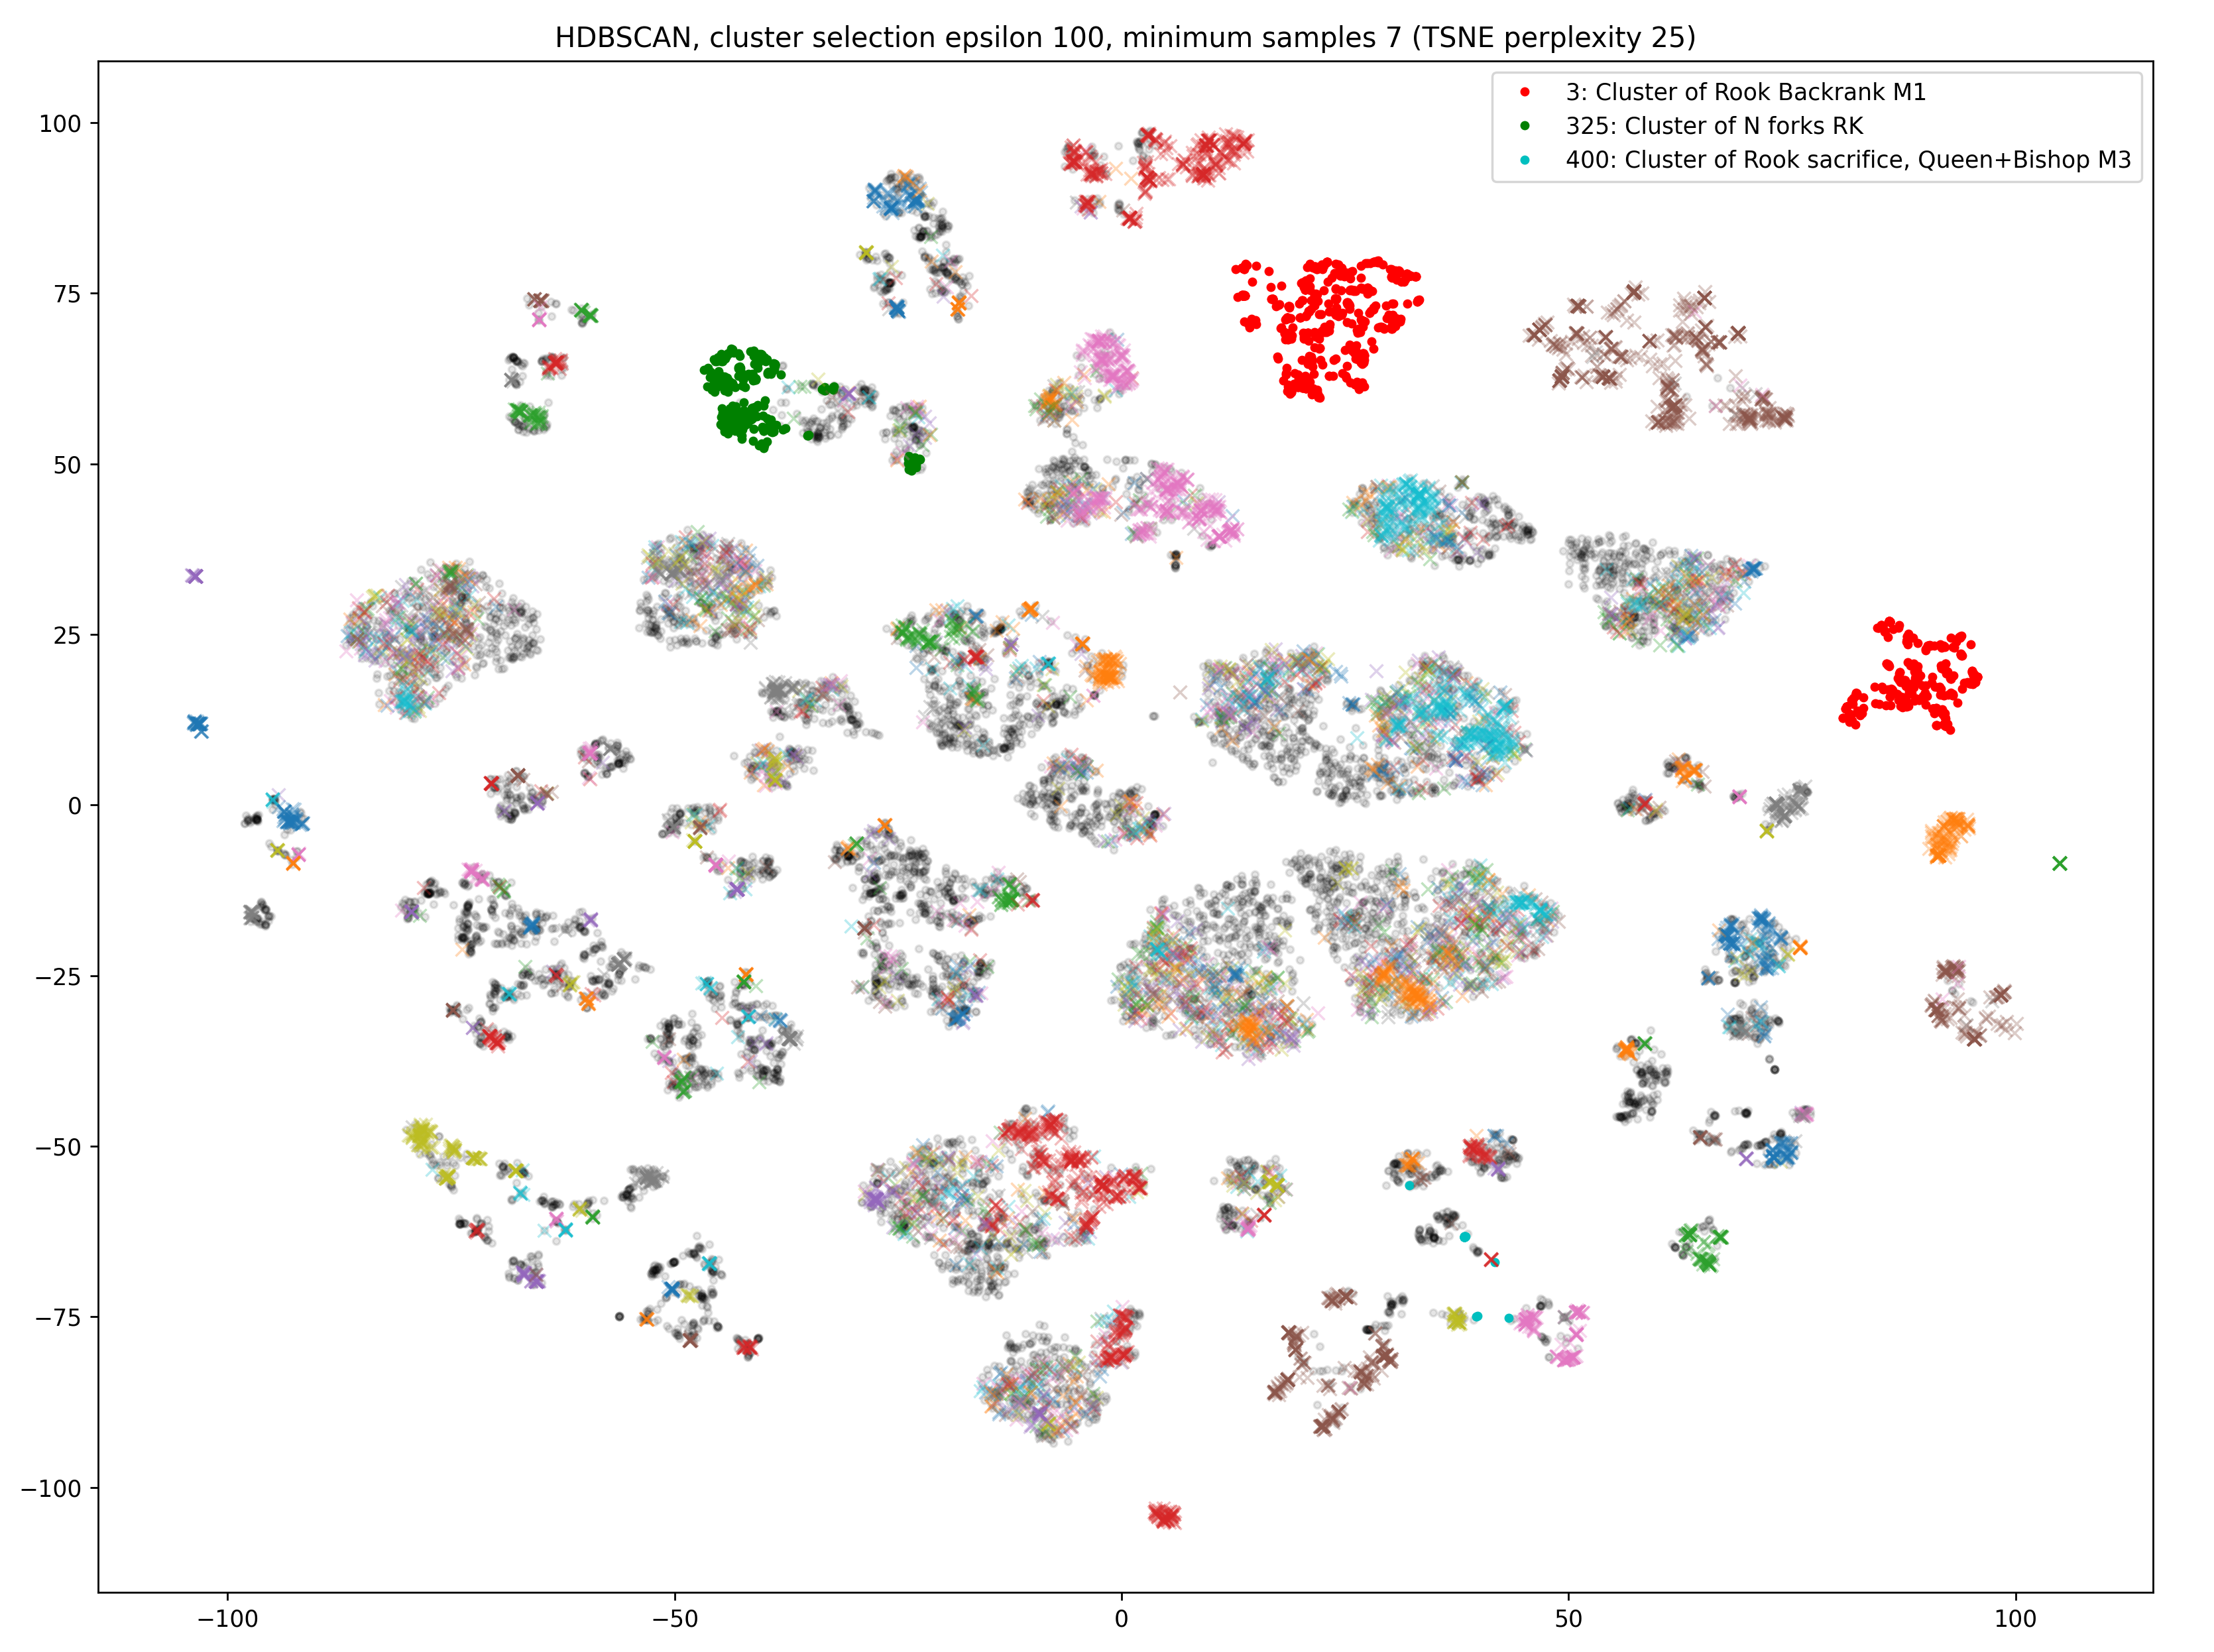 HDBSCAN, cluster selection epsilon 100, minimum samples 7 (TSNE perplexity 25)
3: Cluster of Rook Backrank M1
325: Cluster of N forks RK
400: Cluster of Rook sacrifice, Queen+Bishop M3
100
75
50
25
0
−25
−50
−75
−100
−100 −50 0 50 100